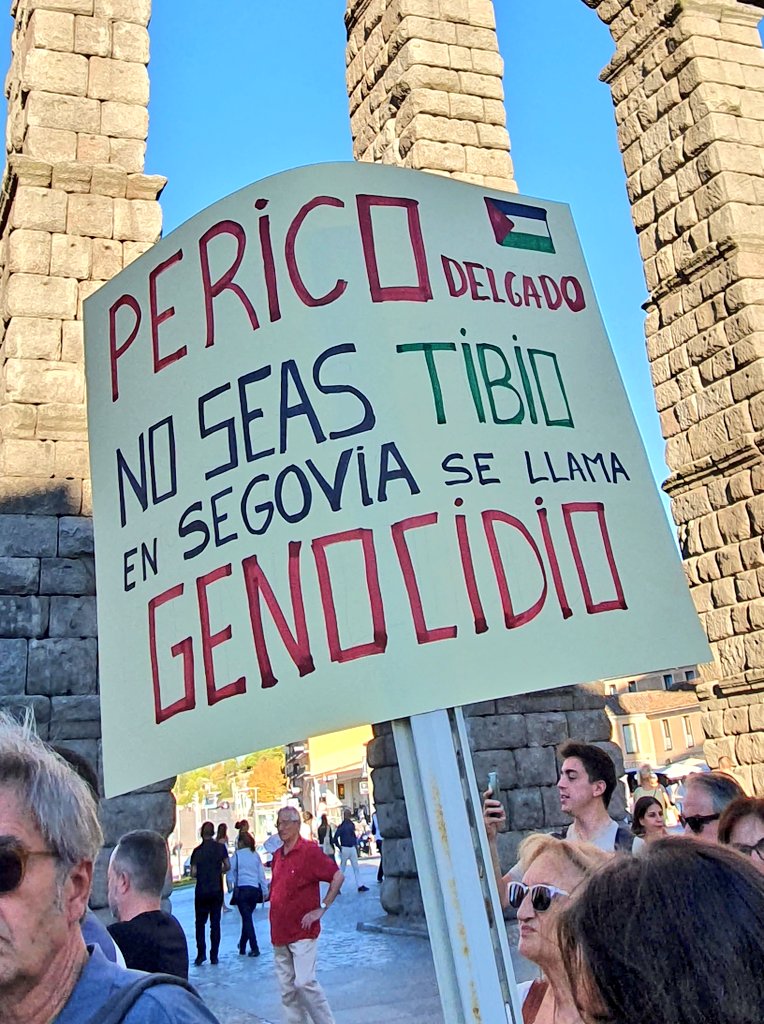 PERICO DELGADO
NO SEAS TIBIO
EN SEGOVIA SE LLAMA
GENOCIDIO